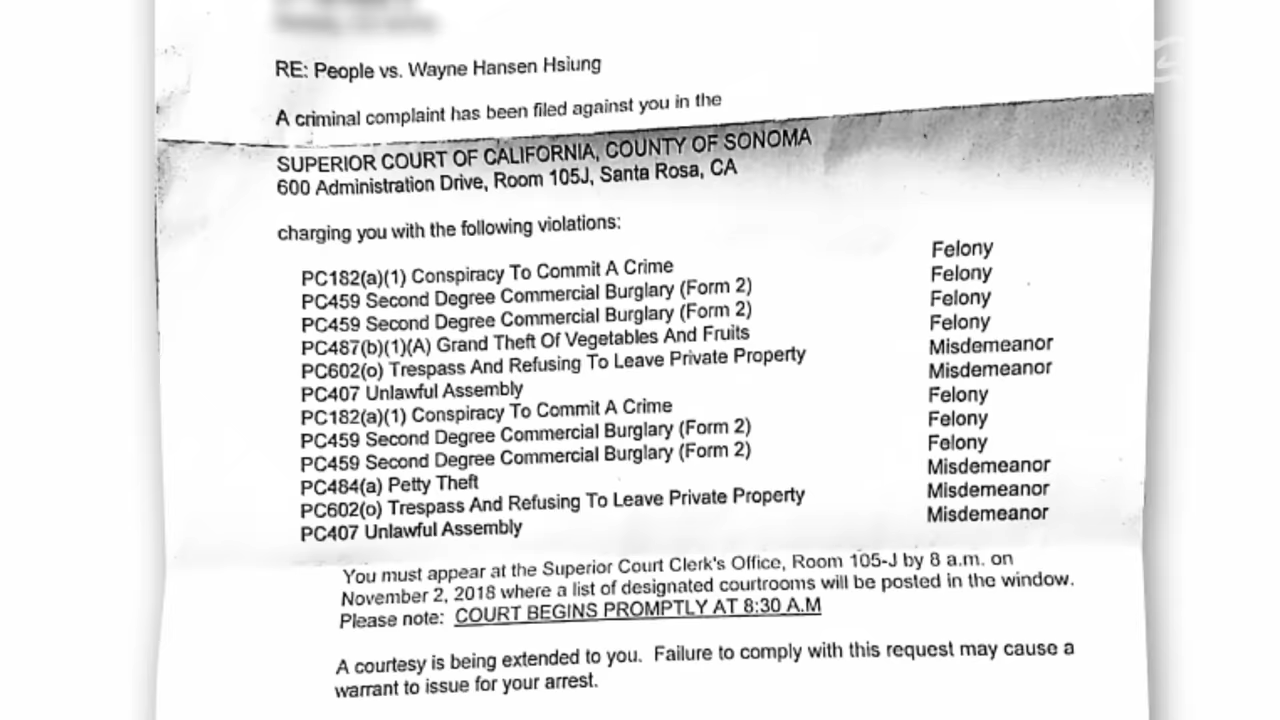 RE: People vs. Wayne Hansen Hsiung
A criminal complaint has been filed against you in the
SUPERIOR COURT OF CALIFORNIA, COUNTY OF SONOMA
600 Administration Drive, Room 105J, Santa Rosa, CA
charging you with the following violations:
PC182(a)(1) Conspiracy To Commit A Crime Felony
PC459 Second Degree Commercial Burglary (Form 2) Felony
PC459 Second Degree Commercial Burglary (Form 2) Felony
PC487(b)(1)(A) Grand Theft Of Vegetables And Fruits Felony
PC602(o) Trespass And Refusing To Leave Private Property Misdemeanor
PC407 Unlawful Assembly Misdemeanor
PC182(a)(1) Conspiracy To Commit A Crime Felony
PC459 Second Degree Commercial Burglary (Form 2) Felony
PC459 Second Degree Commercial Burglary (Form 2) Felony
PC484(a) Petty Theft Misdemeanor
PC602(o) Trespass And Refusing To Leave Private Property Misdemeanor
PC407 Unlawful Assembly Misdemeanor
You must appear at the Superior Court Clerk's Office, Room 105-J by 8 a.m. on
November 2, 2018 where a list of designated courtrooms will be posted in the window.
Please note: COURT BEGINS PROMPTLY AT 8:30 A.M
A courtesy is being extended to you. Failure to comply with this request may cause a
warrant to issue for your arrest.